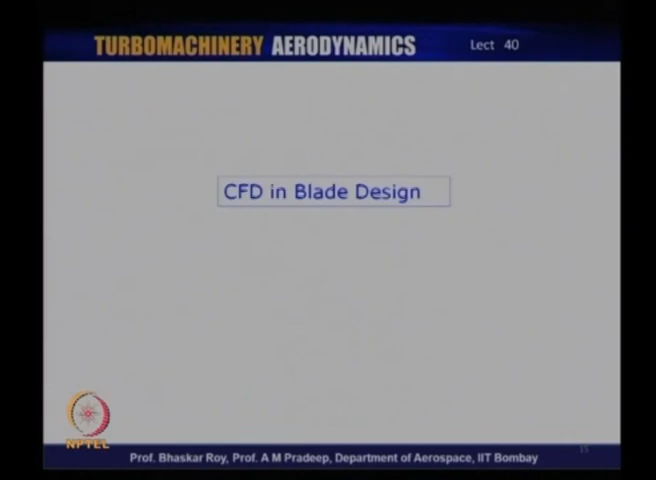 TURBOMACHINERY AERODYNAMICS Lect 40
CFD in Blade Design
NPTEL
Prof. Bhaskar Roy, Prof. A M Pradeep, Department of Aerospace, IIT Bombay
15